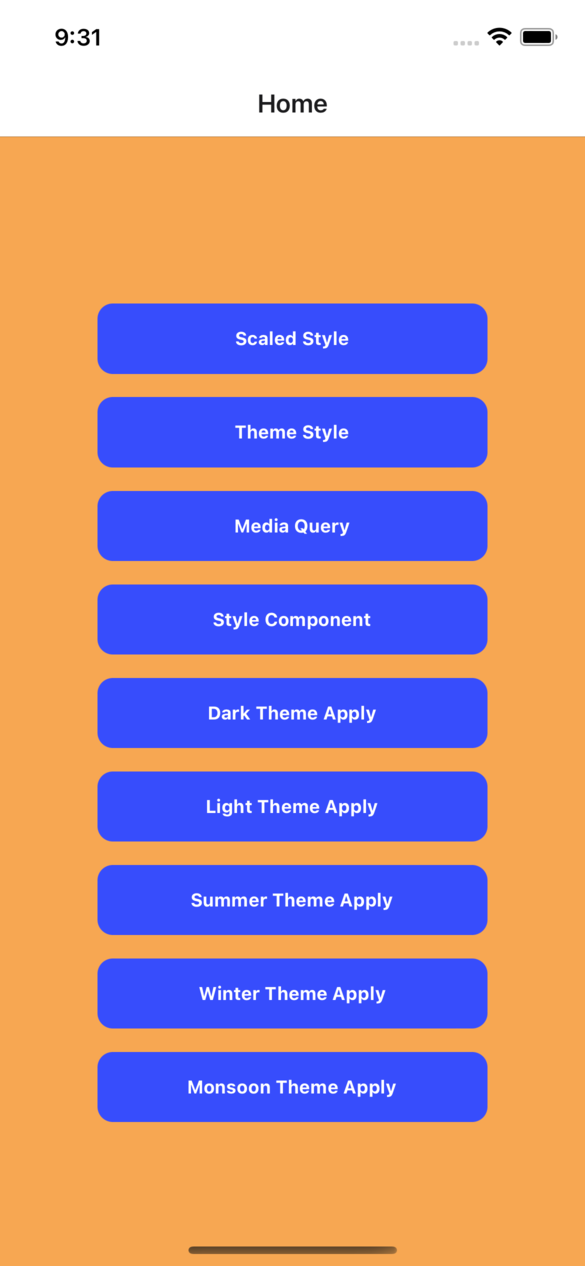 9:31
Home
Scaled Style
Theme Style
Media Query
Style Component
Dark Theme Apply
Light Theme Apply
Summer Theme Apply
Winter Theme Apply
Monsoon Theme Apply